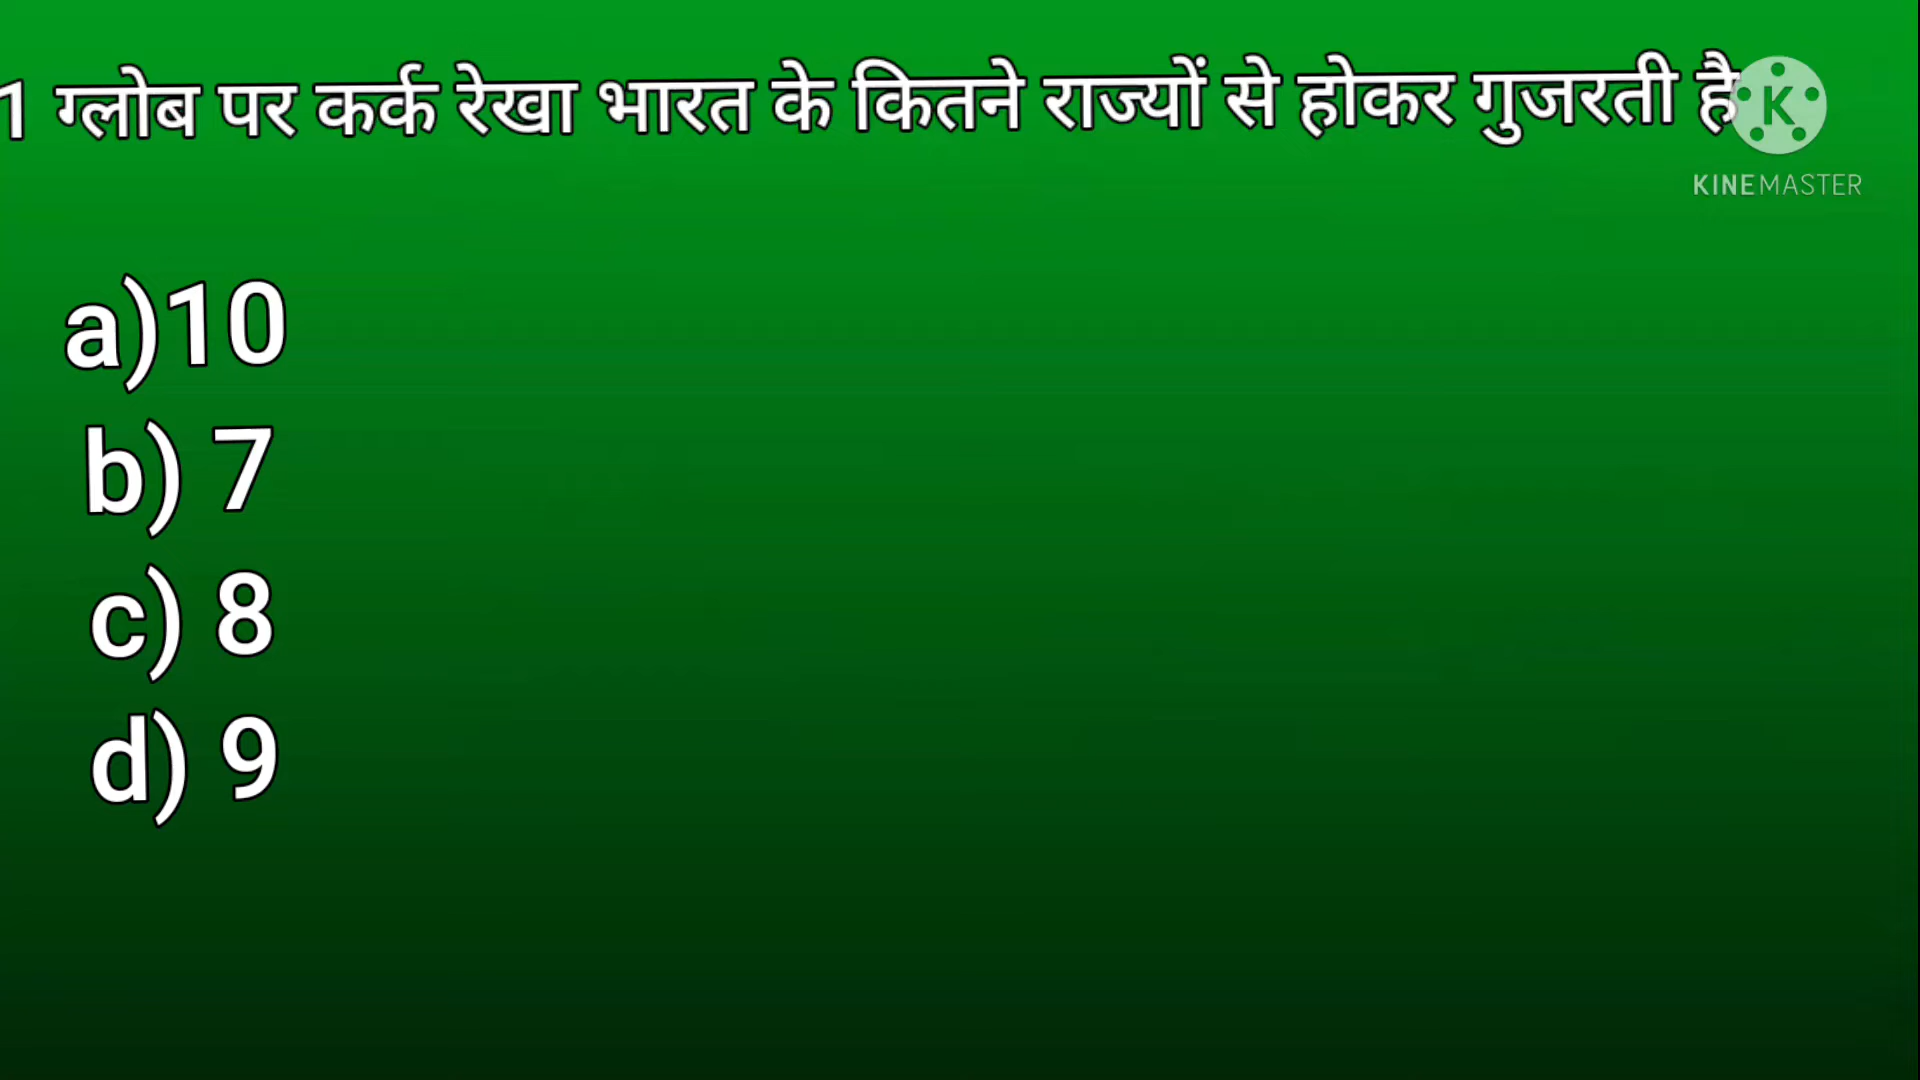 1 ग्लोब पर कर्क रेखा भारत के कितने राज्यों से होकर गुजरती है
K
KINEMASTER
a)10
b) 7
c) 8
d) 9